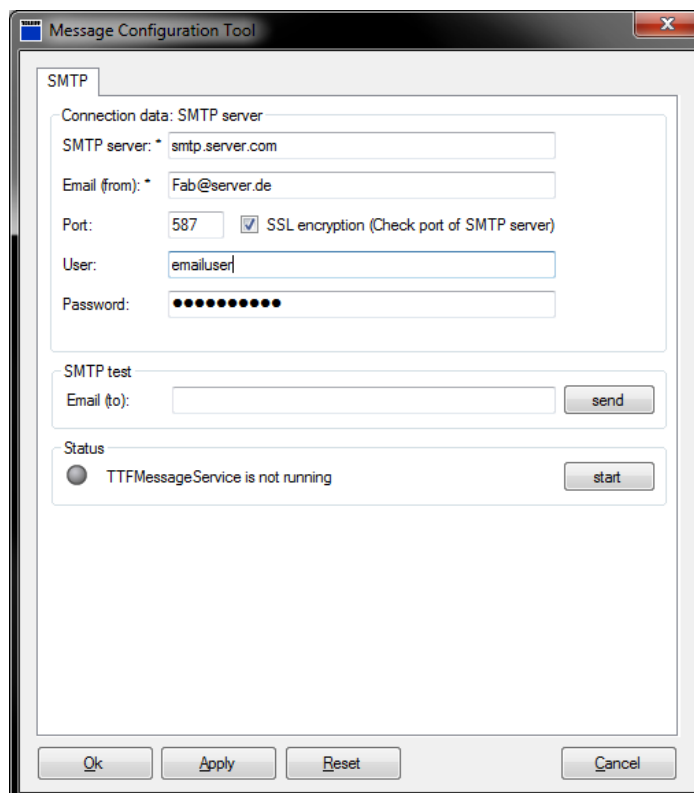 Message Configuration Tool
SMTP
Connection data: SMTP server
SMTP server: * smtp.server.com
Email (from): * Fab@server.de
Port: 587 SSL encryption (Check port of SMTP server)
User: emailuser
Password: ●●●●●●●●●●
SMTP test
Email (to): send
Status
TTFMessageService is not running start
Ok Apply Reset Cancel